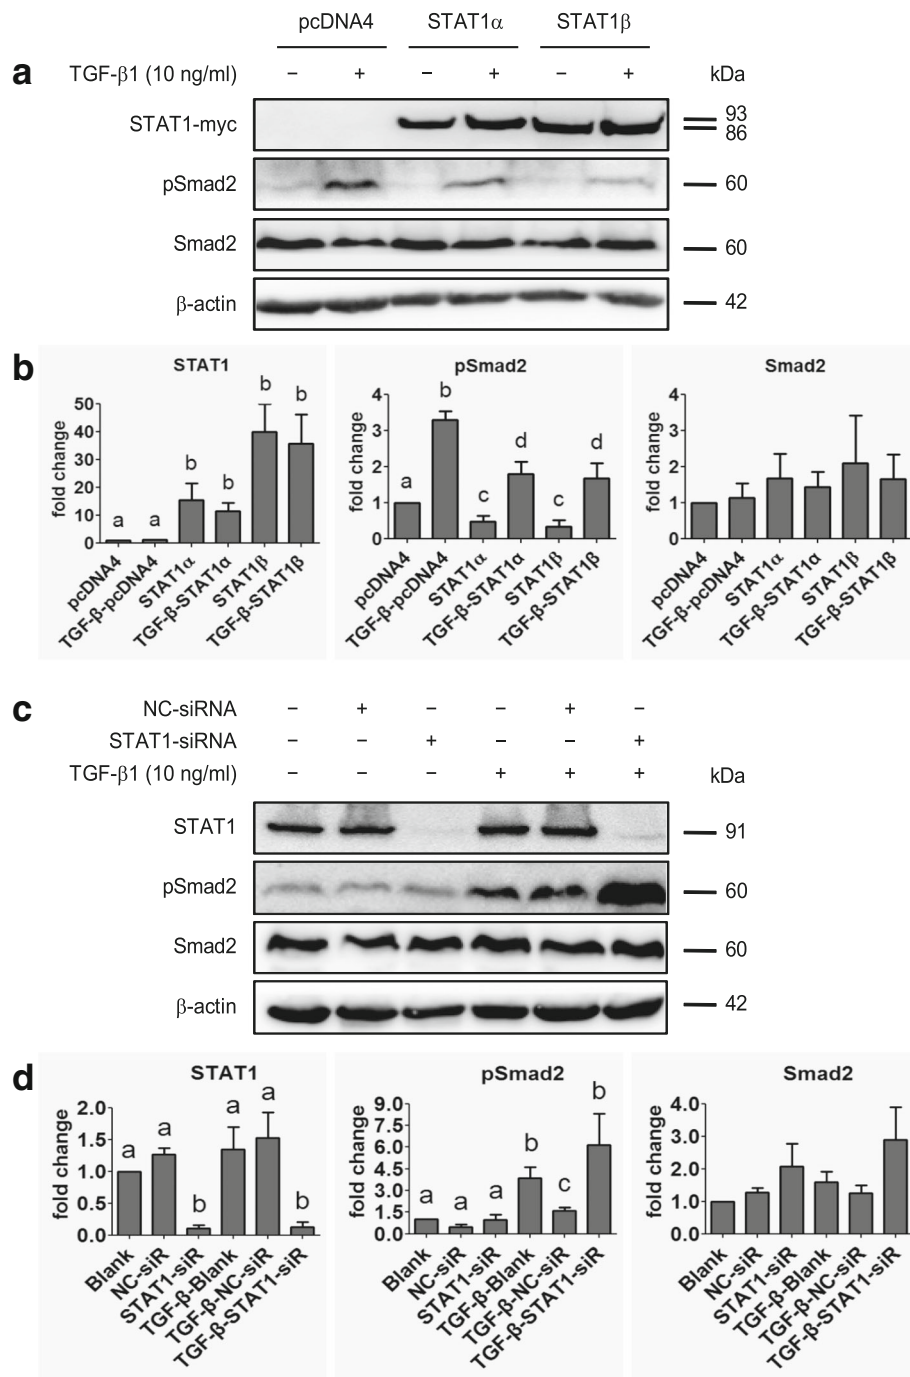 pcDNA4 STAT1α STAT1β
a TGF-β1 (10 ng/ml) – + – + – + kDa
STAT1-myc 93
86
pSmad2 60
Smad2 60
β-actin 42
b
STAT1
fold change
50
40
30
20
10
0
a a b b b b
pcDNA4
TGF-β-pcDNA4
STAT1α
TGF-β-STAT1α
STAT1β
TGF-β-STAT1β
pSmad2
fold change
4
3
2
1
0
a b c d c d
pcDNA4
TGF-β-pcDNA4
STAT1α
TGF-β-STAT1α
STAT1β
TGF-β-STAT1β
Smad2
fold change
4
3
2
1
0
pcDNA4
TGF-β-pcDNA4
STAT1α
TGF-β-STAT1α
STAT1β
TGF-β-STAT1β
c NC-siRNA – + – – + –
STAT1-siRNA – – + – – +
TGF-β1 (10 ng/ml) – – – + + + kDa
STAT1 91
pSmad2 60
Smad2 60
β-actin 42
d
STAT1
fold change
2.0
1.5
1.0
0.5
0.0
a a b a a b
Blank
NC-siR
STAT1-siR
TGF-β-Blank
TGF-β-NC-siR
TGF-β-STAT1-siR
pSmad2
fold change
9.0
7.5
6.0
4.5
3.0
1.5
0.0
a a a b c b
Blank
NC-siR
STAT1-siR
TGF-β-Blank
TGF-β-NC-siR
TGF-β-STAT1-siR
Smad2
fold change
4.0
3.0
2.0
1.0
0.0
Blank
NC-siR
STAT1-siR
TGF-β-Blank
TGF-β-NC-siR
TGF-β-STAT1-siR